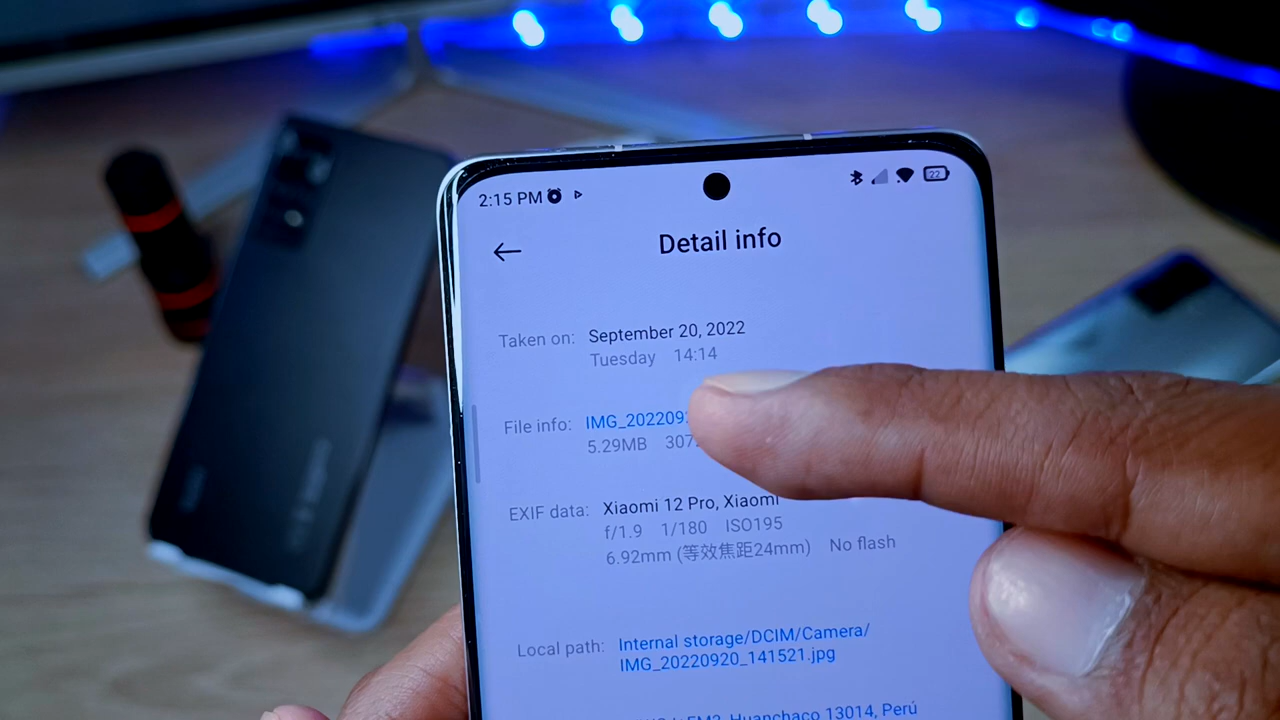 2:15 PM
22
Detail info
Taken on: September 20, 2022
Tuesday 14:14
File info: IMG_202209
5.29MB 307
EXIF data: Xiaomi 12 Pro, Xiaomi
f/1.9 1/180 ISO195
6.92mm (等效焦距24mm) No flash
Local path: Internal storage/DCIM/Camera/
IMG_20220920_141521.jpg
Huanchaco 13014, Perú